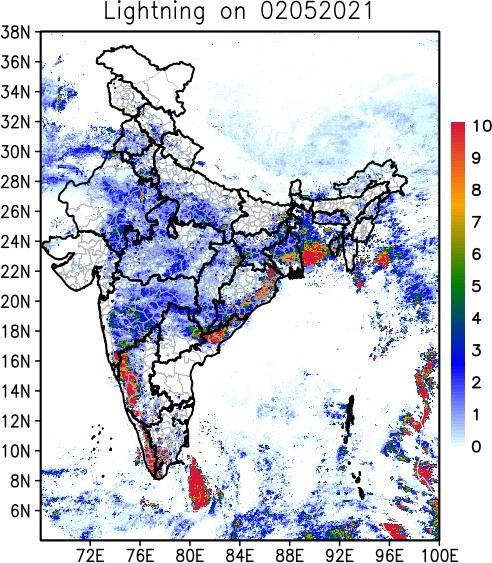 Lightning on 02052021
38N
36N
34N
32N
30N
28N
26N
24N
22N
20N
18N
16N
14N
12N
10N
8N
6N
72E 76E 80E 84E 88E 92E 96E 100E
10
9
8
7
6
5
4
3
2
1
0